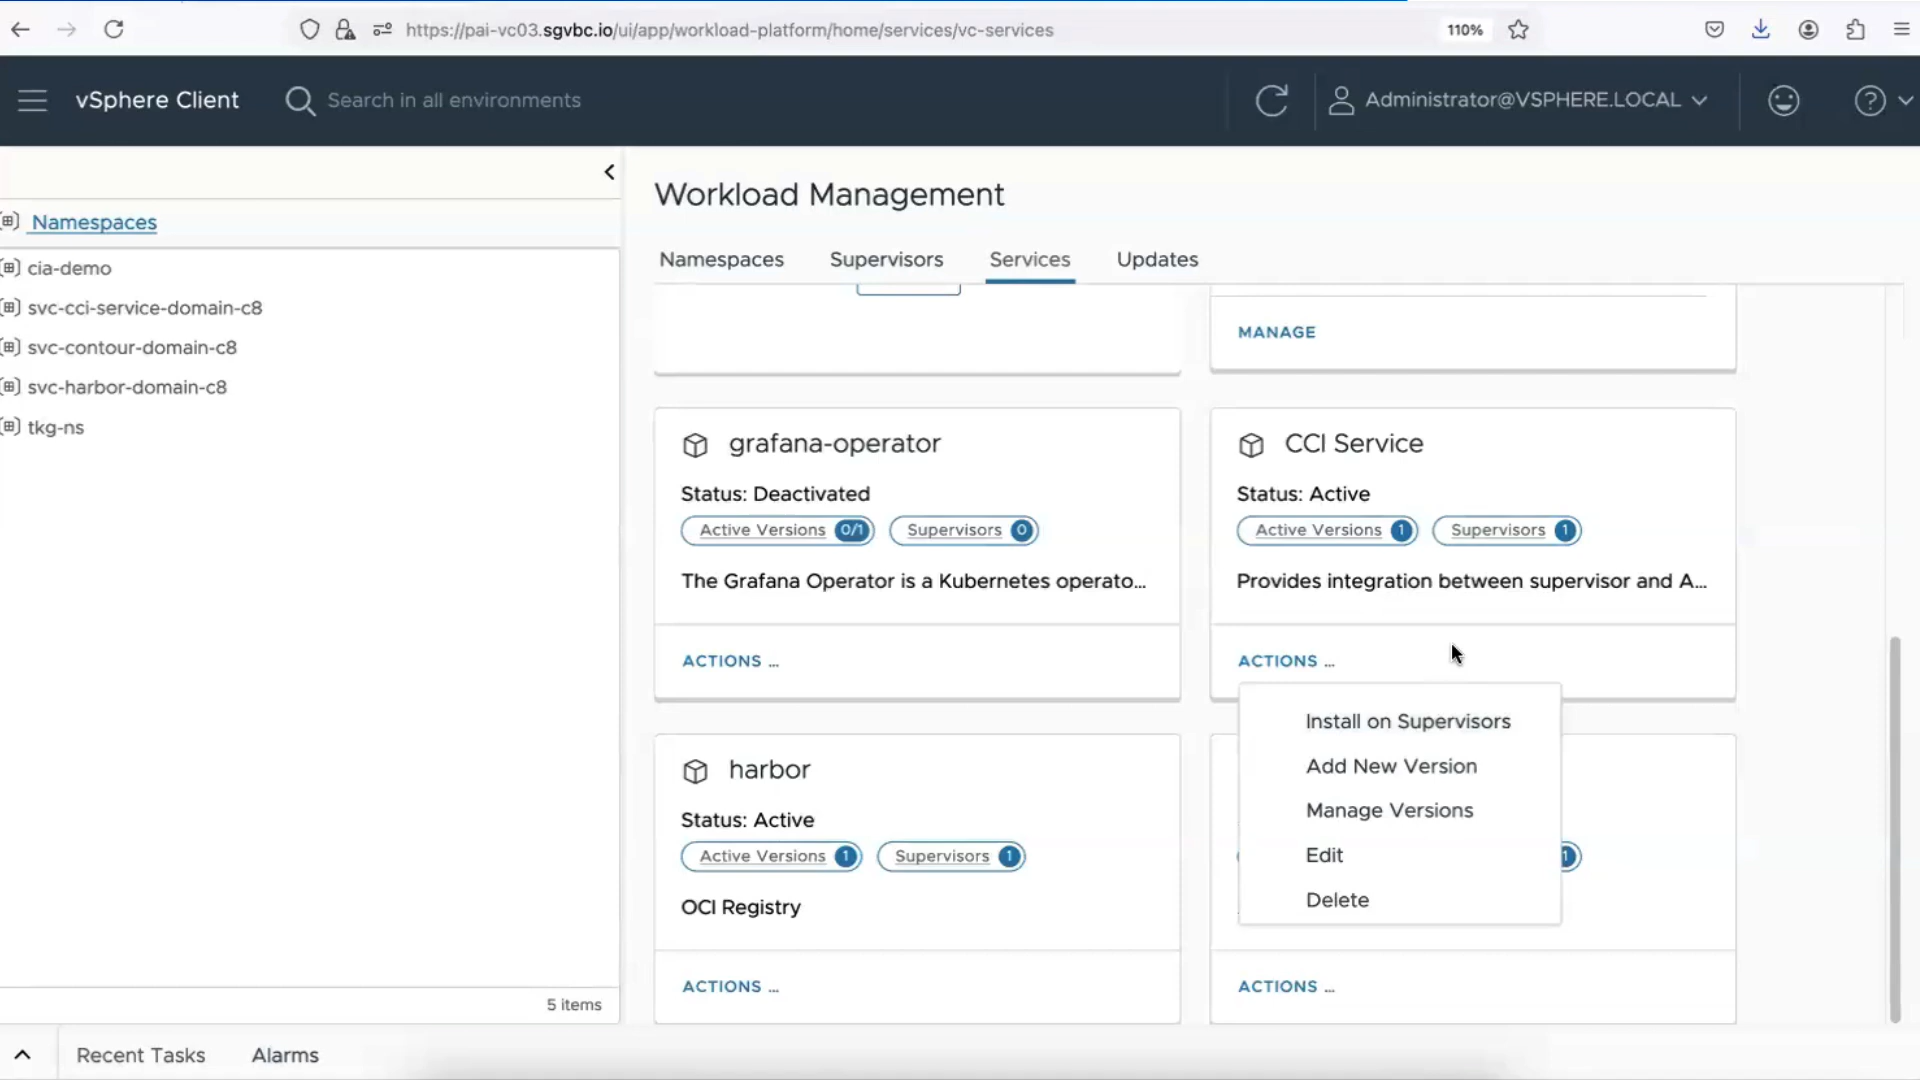 https://pai-vc03.sgvbc.io/ui/app/workload-platform/home/services/vc-services
110%
vSphere Client
Search in all environments
Administrator@VSPHERE.LOCAL
Namespaces
cia-demo
svc-cci-service-domain-c8
svc-contour-domain-c8
svc-harbor-domain-c8
tkg-ns
5 items
Workload Management
Namespaces
Supervisors
Services
Updates
MANAGE
grafana-operator
Status: Deactivated
Active Versions 0/1
Supervisors 0
The Grafana Operator is a Kubernetes operato...
ACTIONS ...
CCI Service
Status: Active
Active Versions 1
Supervisors 1
Provides integration between supervisor and A...
ACTIONS ...
Install on Supervisors
Add New Version
Manage Versions
Edit
Delete
harbor
Status: Active
Active Versions 1
Supervisors 1
OCI Registry
ACTIONS ...
1
ACTIONS ...
Recent Tasks
Alarms